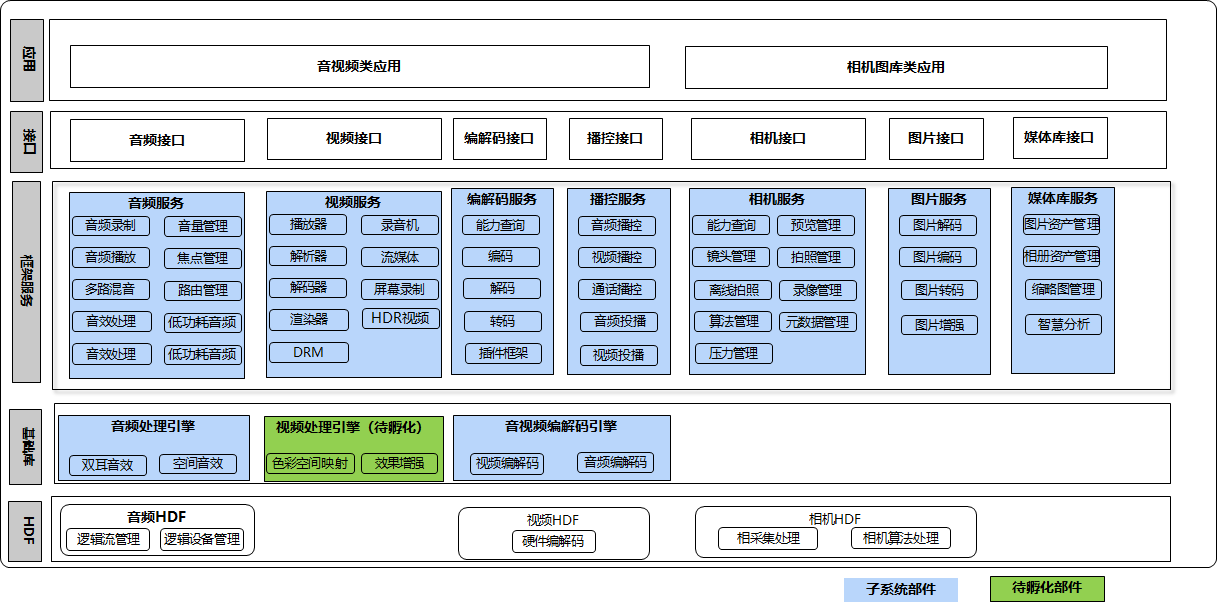 应用
音视频类应用
相机图库类应用
接口
音频接口
视频接口
编解码接口
播控接口
相机接口
图片接口
媒体库接口
框架服务
音频服务
音频录制
音量管理
音频播放
焦点管理
多路混音
路由管理
音效处理
低功耗音频
音效处理
低功耗音频
视频服务
播放器
录音机
解析器
流媒体
解码器
屏幕录制
渲染器
HDR视频
DRM
编解码服务
能力查询
编码
解码
转码
插件框架
播控服务
音频播控
视频播控
通话播控
音频投播
视频投播
相机服务
能力查询
预览管理
镜头管理
拍照管理
离线拍照
录像管理
算法管理
元数据管理
压力管理
图片服务
图片解码
图片编码
图片转码
图片增强
媒体库服务
图片资产管理
相册资产管理
缩略图管理
智慧分析
基础库
音频处理引擎
双耳音效
空间音效
视频处理引擎（待孵化）
色彩空间映射
效果增强
音视频编解码引擎
视频编解码
音频编解码
HDF
音频HDF
逻辑流管理
逻辑设备管理
视频HDF
硬件编解码
相机HDF
相采集处理
相机算法处理
子系统部件
待孵化部件